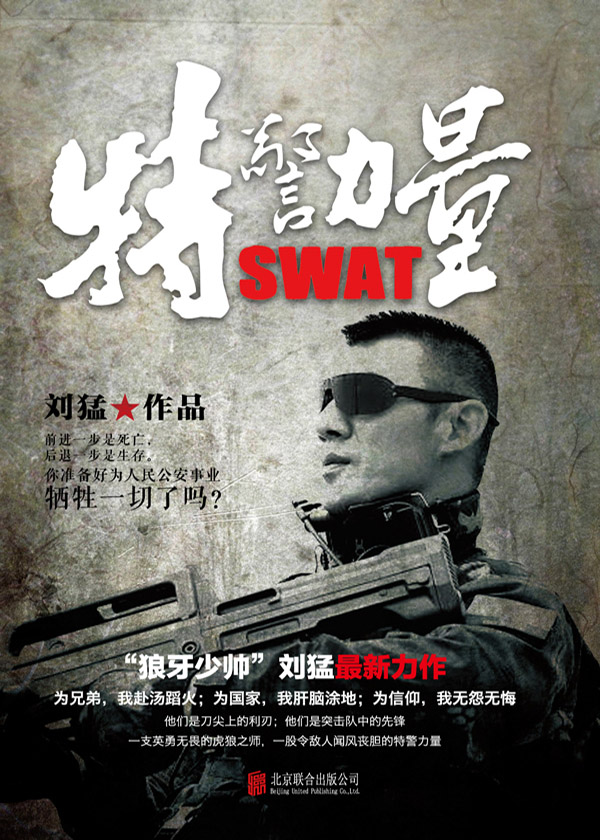 特警力量
SWAT
刘猛★作品
前进一步是死亡，
后退一步是生存。
你准备好为人民公安事业
牺牲一切了吗？
“狼牙少帅”刘猛最新力作
为兄弟，我赴汤蹈火；为国家，我肝脑涂地；为信仰，我无怨无悔
他们是刀尖上的利刃；他们是突击队中的先锋
一支英勇无畏的虎狼之师，一股令敌人闻风丧胆的特警力量
北京联合出版公司
Beijing United Publishing Co.,Ltd.